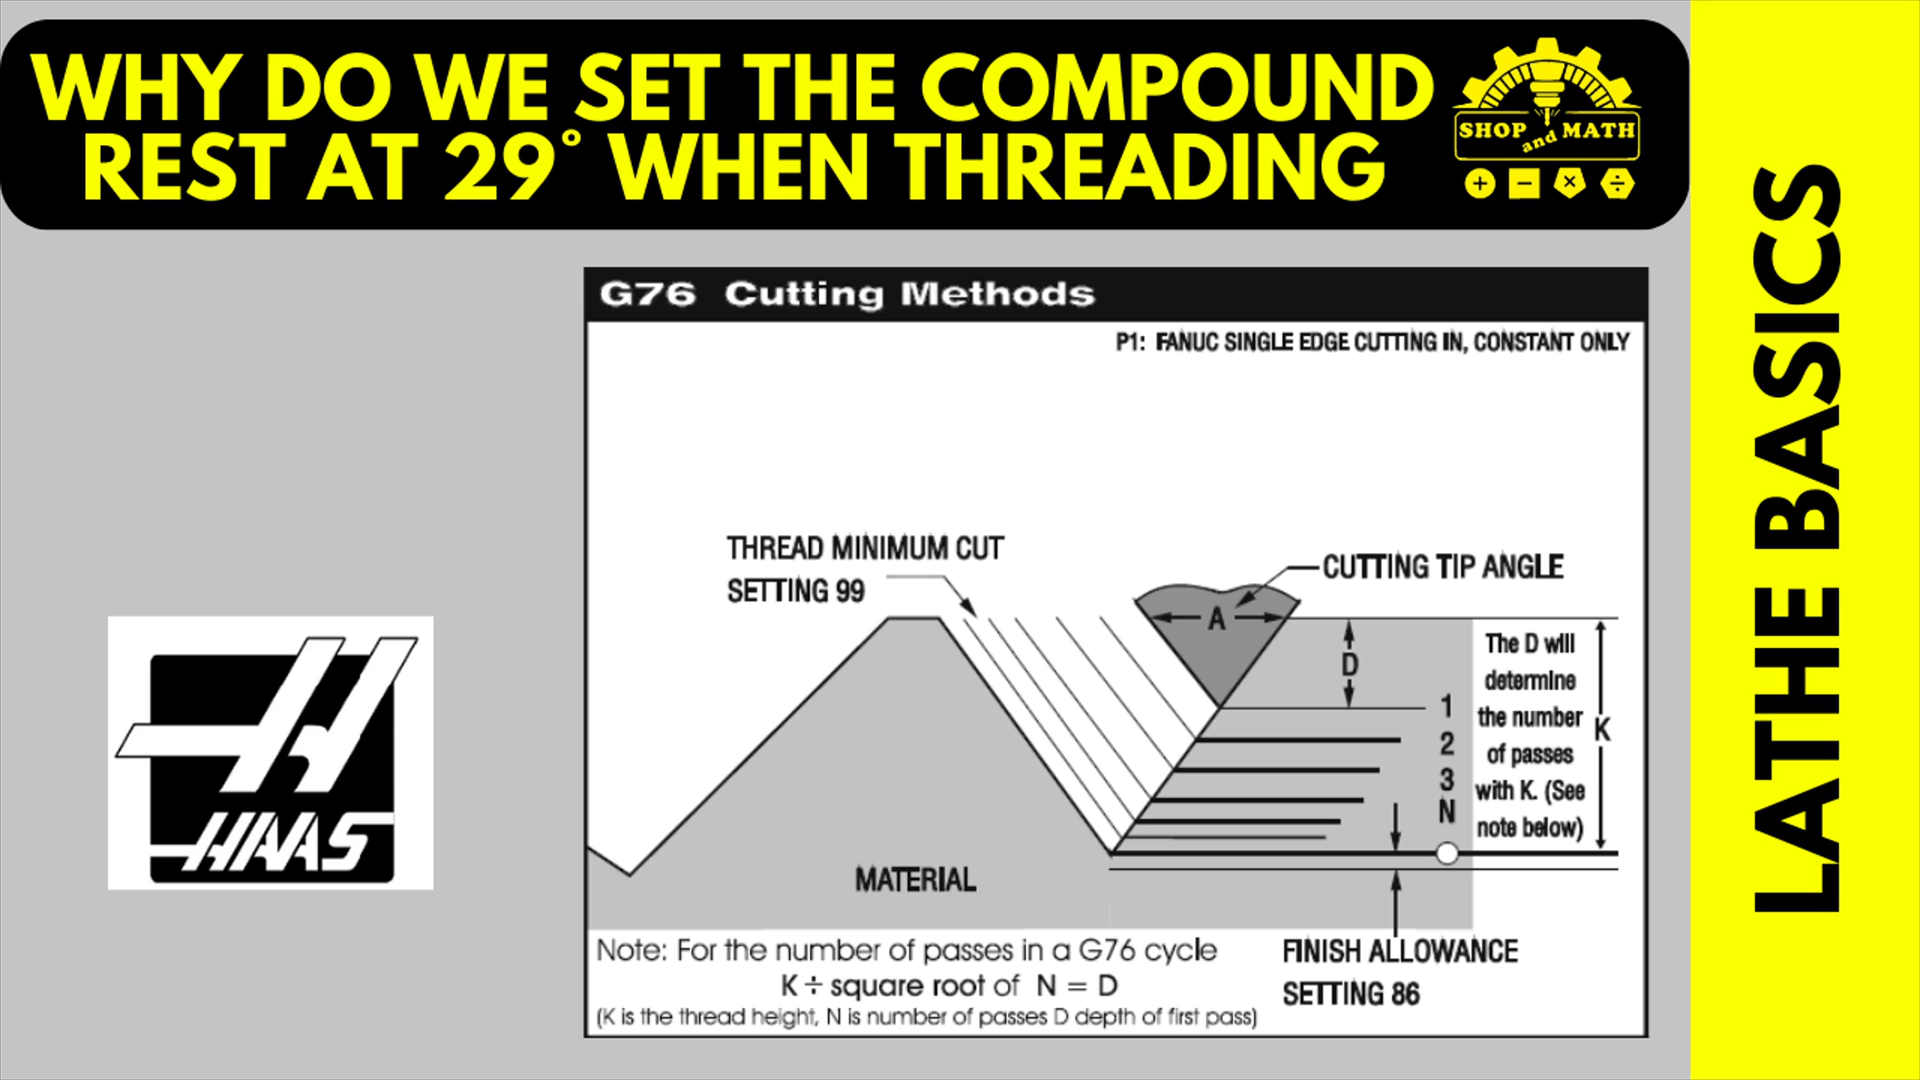 WHY DO WE SET THE COMPOUND
REST AT 29° WHEN THREADING
SHOP and MATH
+ − × ÷
LATHE BASICS
G76 Cutting Methods
P1: FANUC SINGLE EDGE CUTTING IN, CONSTANT ONLY
THREAD MINIMUM CUT
SETTING 99
CUTTING TIP ANGLE
A
D
The D will
determine
the number
of passes
with K. (See
note below)
K
1
2
3
N
MATERIAL
Note: For the number of passes in a G76 cycle
K ÷ square root of N = D
(K is the thread height, N is number of passes D depth of first pass)
FINISH ALLOWANCE
SETTING 86
HAAS